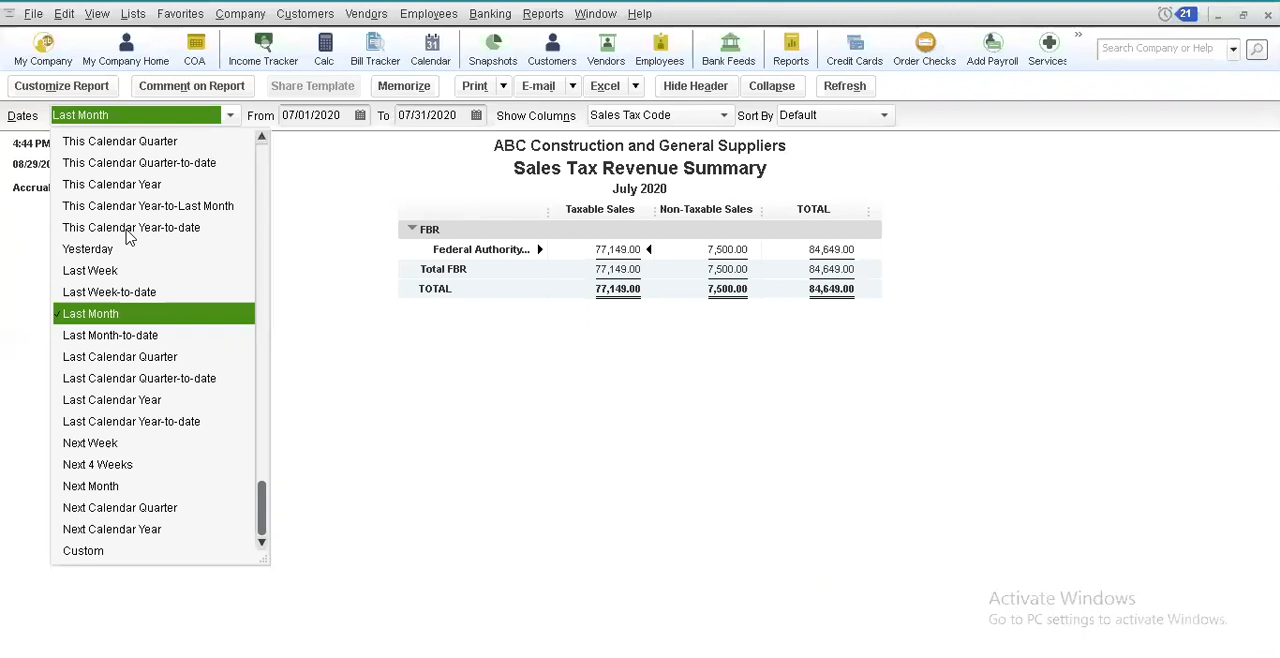 File Edit View Lists Favorites Company Customers Vendors Employees Banking Reports Window Help 21
My Company My Company Home COA Income Tracker Calc Bill Tracker 31 Calendar Snapshots Customers Vendors Employees Bank Feeds Reports Credit Cards Order Checks Add Payroll Services Search Company or Help
Customize Report Comment on Report Share Template Memorize Print E-mail Excel Hide Header Collapse Refresh
Dates Last Month From 07/01/2020 To 07/31/2020 Show Columns Sales Tax Code Sort By Default
4:44 PM
08/29/20
Accrual
This Calendar Quarter
This Calendar Quarter-to-date
This Calendar Year
This Calendar Year-to-Last Month
This Calendar Year-to-date
Yesterday
Last Week
Last Week-to-date
Last Month
Last Month-to-date
Last Calendar Quarter
Last Calendar Quarter-to-date
Last Calendar Year
Last Calendar Year-to-date
Next Week
Next 4 Weeks
Next Month
Next Calendar Quarter
Next Calendar Year
Custom
ABC Construction and General Suppliers
Sales Tax Revenue Summary
July 2020
Taxable Sales Non-Taxable Sales TOTAL
FBR
Federal Authority... 77,149.00 7,500.00 84,649.00
Total FBR 77,149.00 7,500.00 84,649.00
TOTAL 77,149.00 7,500.00 84,649.00
Activate Windows
Go to PC settings to activate Windows.